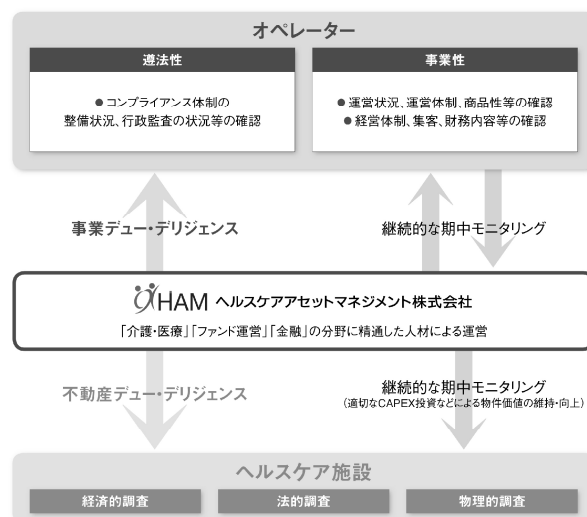 オペレーター
遵法性
事業性
●コンプライアンス体制の
整備状況、行政監査の状況等の確認
●運営状況、運営体制、商品性等の確認
●経営体制、集客、財務内容等の確認
事業デュー・デリジェンス
継続的な期中モニタリング
HAM ヘルスケアアセットマネジメント株式会社
「介護・医療」「ファンド運営」「金融」の分野に精通した人材による運営
不動産デュー・デリジェンス
継続的な期中モニタリング
(適切なCAPEX投資などによる物件価値の維持・向上)
ヘルスケア施設
経済的調査
法的調査
物理的調査